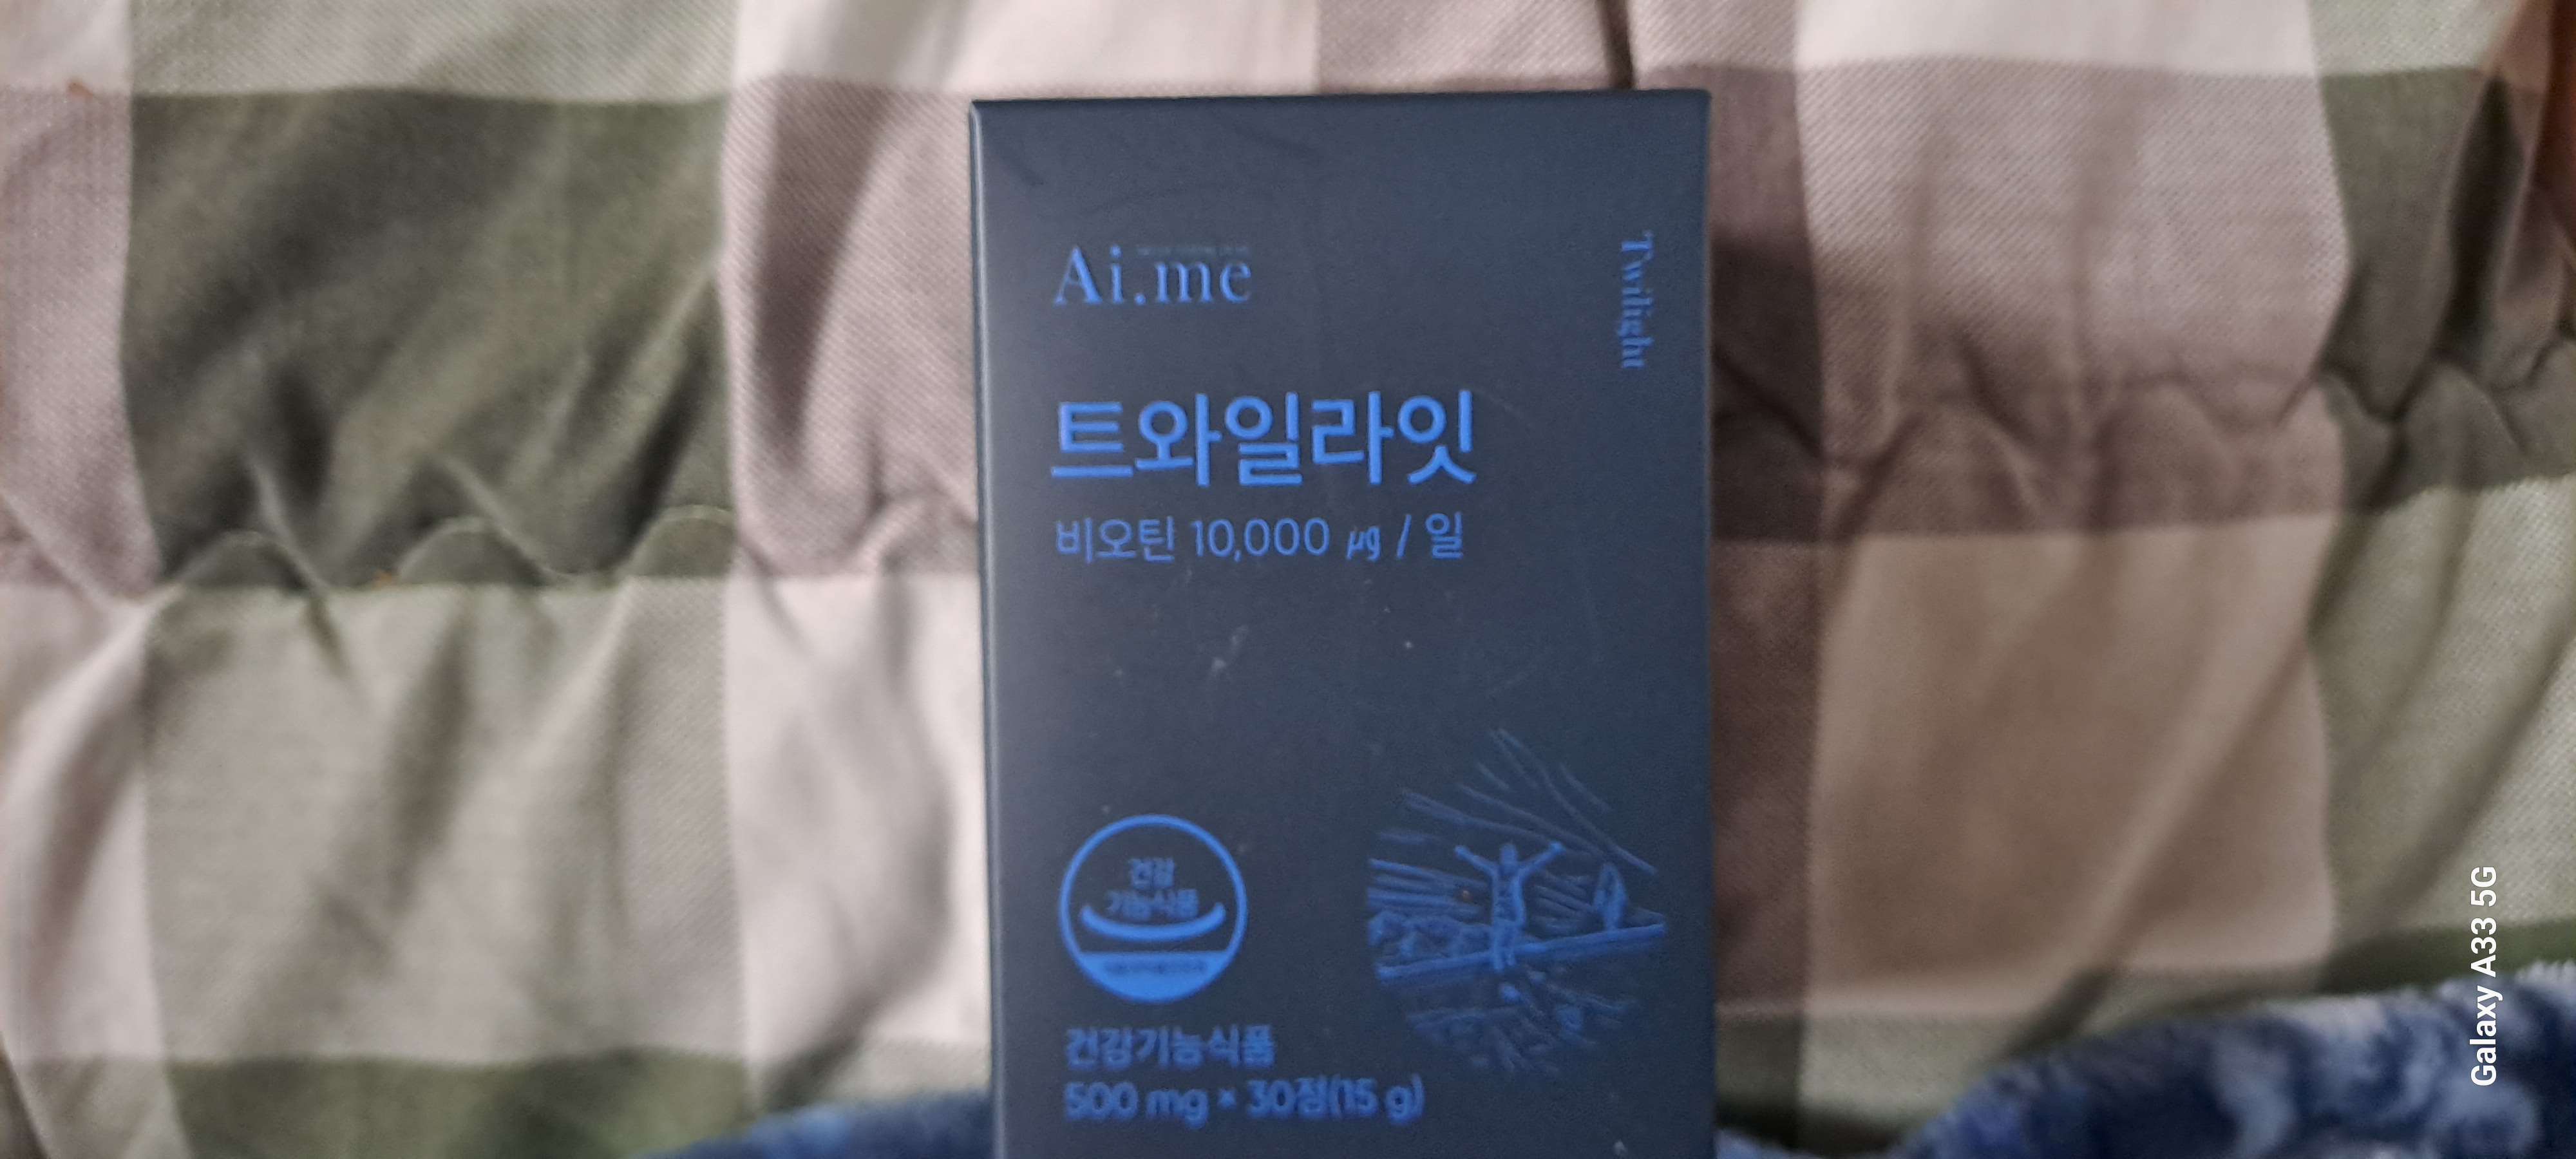 Ai.me
Twilight
트와일라잇
비오틴 10,000 ㎍ / 일
건강
기능식품
건강기능식품
500 mg × 30정(15 g)
Galaxy A33 5G